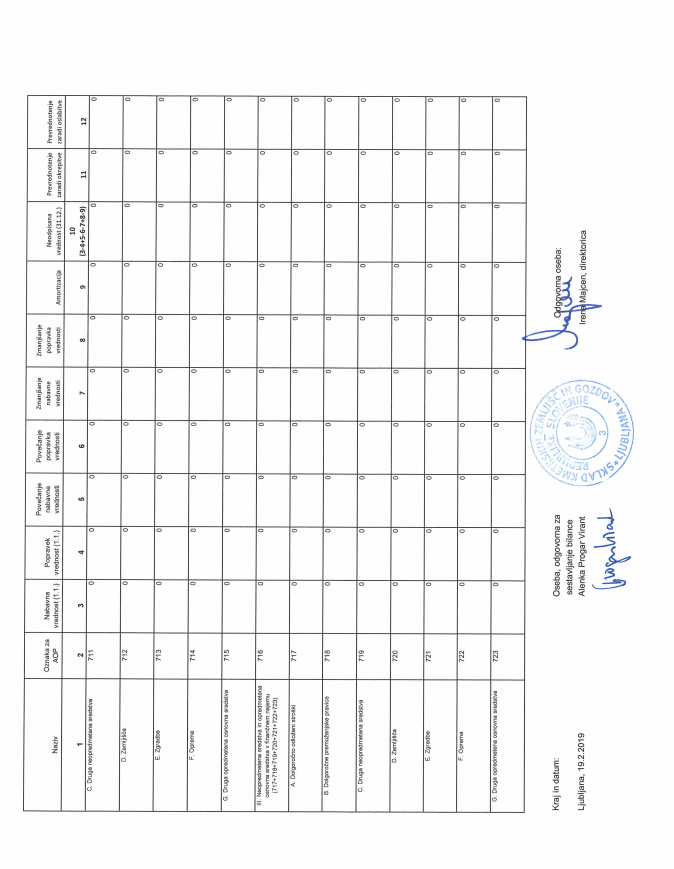 Naziv | Oznaka za AOP | Nabavna vrednost (1.1.) | Popravek vrednost (1.1.) | Povečanje nabavne vrednosti | Povečanje popravka vrednosti | Zmanjšanje nabavne vrednosti | Zmanjšanje popravka vrednosti | Amortizacija | Neodpisana vrednost (31.12.) | Prevrednotenje zaradi okrepitve | Prevrednotenje zaradi oslabitve
1 | 2 | 3 | 4 | 5 | 6 | 7 | 8 | 9 | 10 (3-4+5-6-7+8-9) | 11 | 12
C. Druga neopredmetena sredstva | 711 | 0 | 0 | 0 | 0 | 0 | 0 | 0 | 0 | 0 | 0
D. Zemljišča | 712 | 0 | 0 | 0 | 0 | 0 | 0 | 0 | 0 | 0 | 0
E. Zgradbe | 713 | 0 | 0 | 0 | 0 | 0 | 0 | 0 | 0 | 0 | 0
F. Oprema | 714 | 0 | 0 | 0 | 0 | 0 | 0 | 0 | 0 | 0 | 0
G. Druga opredmetena osnovna sredstva | 715 | 0 | 0 | 0 | 0 | 0 | 0 | 0 | 0 | 0 | 0
III. Neopredmetena sredstva in opredmetena osnovna sredstva v finančnem najemu (717+718+719+720+721+722+723) | 716 | 0 | 0 | 0 | 0 | 0 | 0 | 0 | 0 | 0 | 0
A. Dolgoročno odloženi stroški | 717 | 0 | 0 | 0 | 0 | 0 | 0 | 0 | 0 | 0 | 0
B. Dolgoročne premoženjske pravice | 718 | 0 | 0 | 0 | 0 | 0 | 0 | 0 | 0 | 0 | 0
C. Druga neopredmetena sredstva | 719 | 0 | 0 | 0 | 0 | 0 | 0 | 0 | 0 | 0 | 0
D. Zemljišča | 720 | 0 | 0 | 0 | 0 | 0 | 0 | 0 | 0 | 0 | 0
E. Zgradbe | 721 | 0 | 0 | 0 | 0 | 0 | 0 | 0 | 0 | 0 | 0
F. Oprema | 722 | 0 | 0 | 0 | 0 | 0 | 0 | 0 | 0 | 0 | 0
G. Druga opredmetena osnovna sredstva | 723 | 0 | 0 | 0 | 0 | 0 | 0 | 0 | 0 | 0 | 0
Kraj in datum:
Ljubljana, 19.2.2019
Oseba, odgovorna za
sestavljanje bilance
Alenka Progar Virant
SKLAD KMETIJSKIH ZEMLJIŠČ IN GOZDOV * LJUBLJANA *
REPUBLIKE SLOVENIJE
3
Odgovorna oseba:
Irena Majcen, direktorica